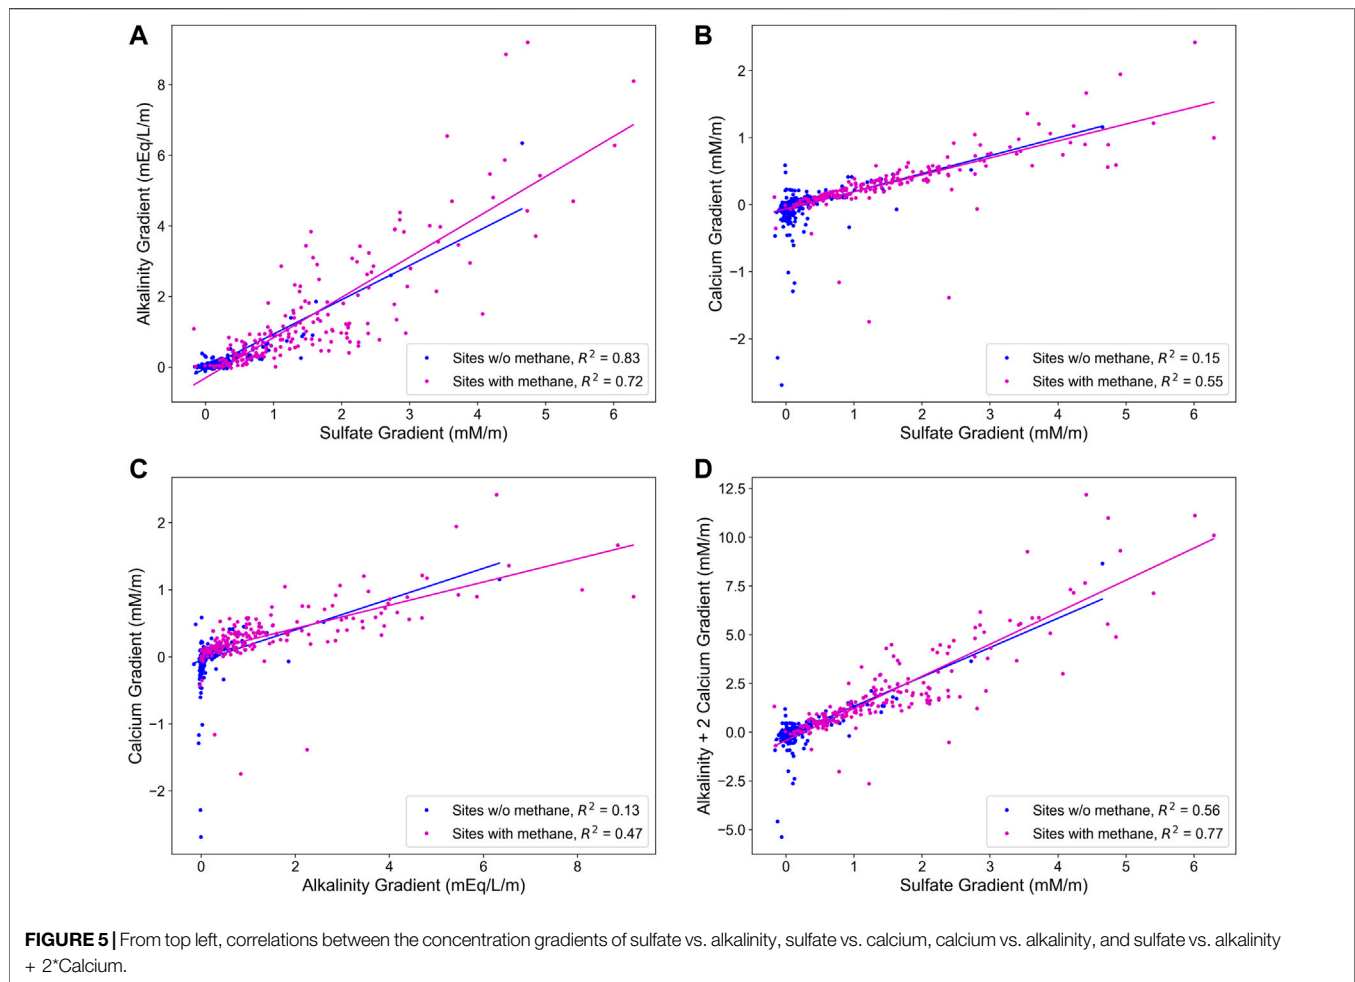 A
Alkalinity Gradient (mEq/L/m)
8
6
4
2
0
0 1 2 3 4 5 6
Sulfate Gradient (mM/m)
Sites w/o methane, R² = 0.83
Sites with methane, R² = 0.72
B
Calcium Gradient (mM/m)
2
1
0
−1
−2
0 1 2 3 4 5 6
Sulfate Gradient (mM/m)
Sites w/o methane, R² = 0.15
Sites with methane, R² = 0.55
C
Calcium Gradient (mM/m)
2
1
0
−1
−2
0 2 4 6 8
Alkalinity Gradient (mEq/L/m)
Sites w/o methane, R² = 0.13
Sites with methane, R² = 0.47
D
Alkalinity + 2 Calcium Gradient (mM/m)
12.5
10.0
7.5
5.0
2.5
0.0
−2.5
−5.0
0 1 2 3 4 5 6
Sulfate Gradient (mM/m)
Sites w/o methane, R² = 0.56
Sites with methane, R² = 0.77
FIGURE 5 | From top left, correlations between the concentration gradients of sulfate vs. alkalinity, sulfate vs. calcium, calcium vs. alkalinity, and sulfate vs. alkalinity
+ 2*Calcium.